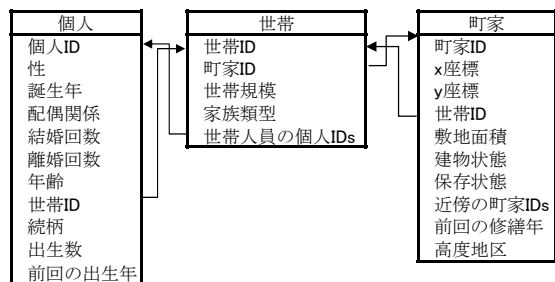 個人
個人ID
性
誕生年
配偶関係
結婚回数
離婚回数
年齢
世帯ID
続柄
出生数
前回の出生年
世帯
世帯ID
町家ID
世帯規模
家族類型
世帯人員の個人IDs
町家
町家ID
x座標
y座標
世帯ID
敷地面積
建物状態
保存状態
近傍の町家IDs
前回の修繕年
高度地区